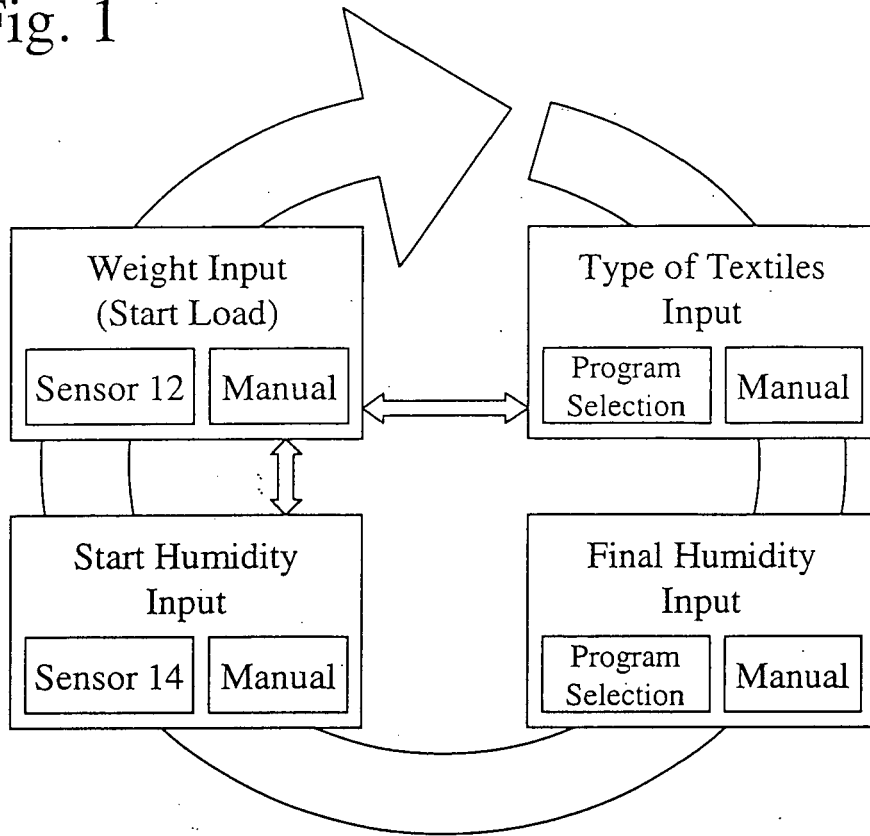 Fig. 1
Weight Input
(Start Load)
Sensor 12
Manual
Type of Textiles
Input
Program
Selection
Manual
Start Humidity
Input
Sensor 14
Manual
Final Humidity
Input
Program
Selection
Manual